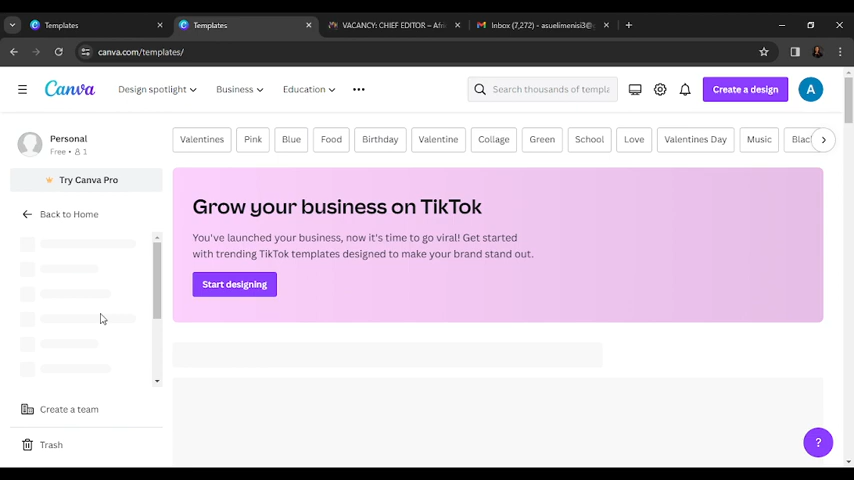 Templates
Templates
VACANCY: CHIEF EDITOR – Afri
Inbox (7,272) - asuelimenisi3@g
canva.com/templates/
Canva
Design spotlight
Business
Education
Search thousands of templa
Create a design
A
Personal
Free • 1
Try Canva Pro
Back to Home
Create a team
Trash
Valentines
Pink
Blue
Food
Birthday
Valentine
Collage
Green
School
Love
Valentines Day
Music
Blac
Grow your business on TikTok
You've launched your business, now it's time to go viral! Get started
with trending TikTok templates designed to make your brand stand out.
Start designing
?